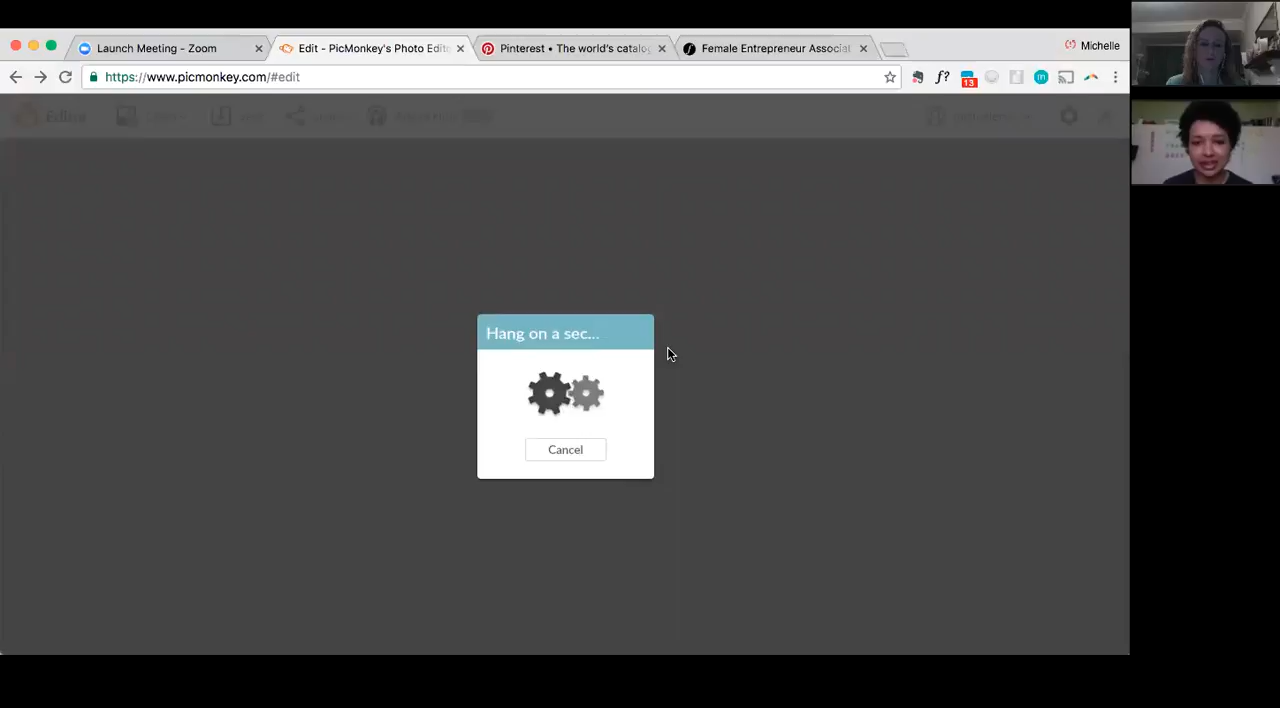 Launch Meeting - Zoom
Edit - PicMonkey's Photo Edit
Pinterest • The world's catalog
Female Entrepreneur Associat
Michelle
https://www.picmonkey.com/#edit
f?
13
m
Editor
Hang on a sec...
Cancel